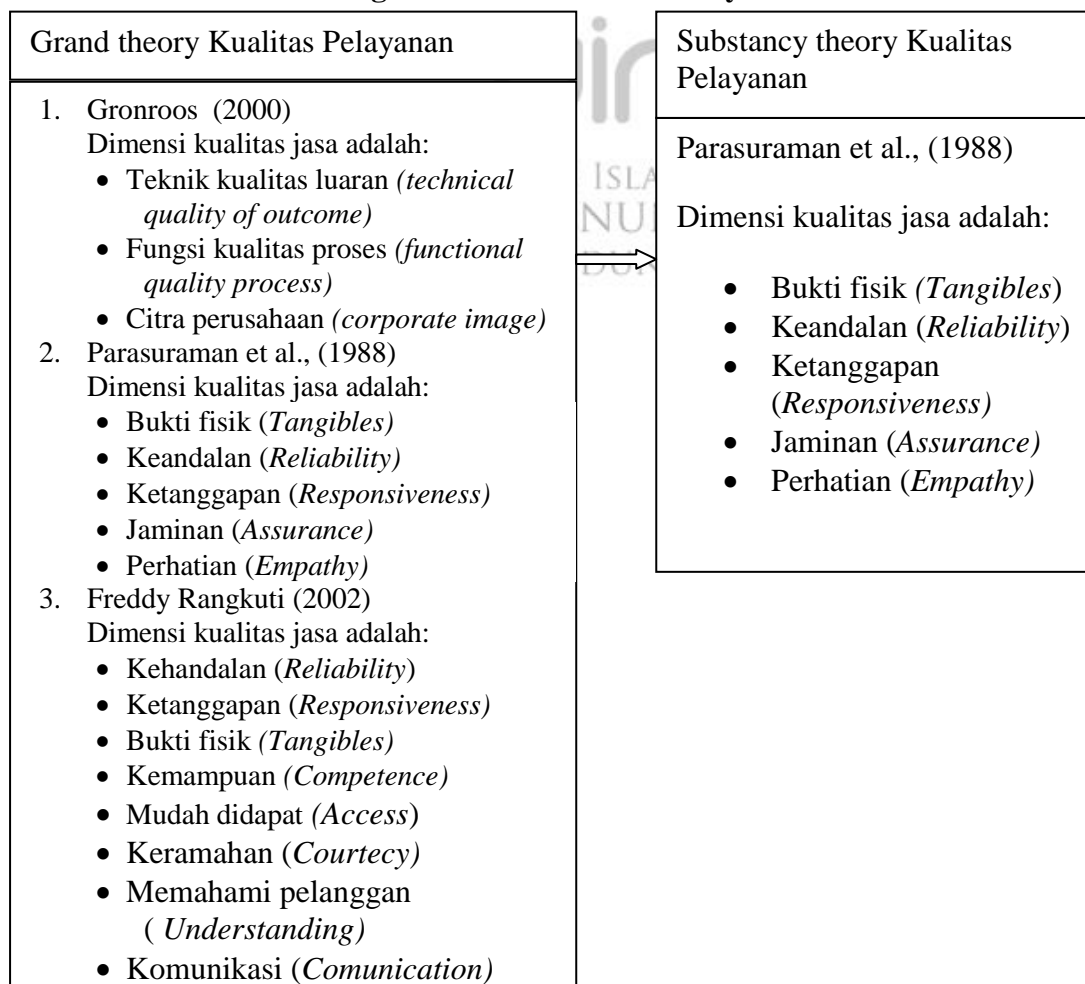 Grand theory Kualitas Pelayanan
1. Gronroos (2000)
Dimensi kualitas jasa adalah:
• Teknik kualitas luaran (technical
quality of outcome)
• Fungsi kualitas proses (functional
quality process)
• Citra perusahaan (corporate image)
2. Parasuraman et al., (1988)
Dimensi kualitas jasa adalah:
• Bukti fisik (Tangibles)
• Keandalan (Reliability)
• Ketanggapan (Responsiveness)
• Jaminan (Assurance)
• Perhatian (Empathy)
3. Freddy Rangkuti (2002)
Dimensi kualitas jasa adalah:
• Kehandalan (Reliability)
• Ketanggapan (Responsiveness)
• Bukti fisik (Tangibles)
• Kemampuan (Competence)
• Mudah didapat (Access)
• Keramahan (Courtecy)
• Memahami pelanggan
( Understanding)
• Komunikasi (Comunication)
Substancy theory Kualitas
Pelayanan
Parasuraman et al., (1988)
Dimensi kualitas jasa adalah:
• Bukti fisik (Tangibles)
• Keandalan (Reliability)
• Ketanggapan
(Responsiveness)
• Jaminan (Assurance)
• Perhatian (Empathy)